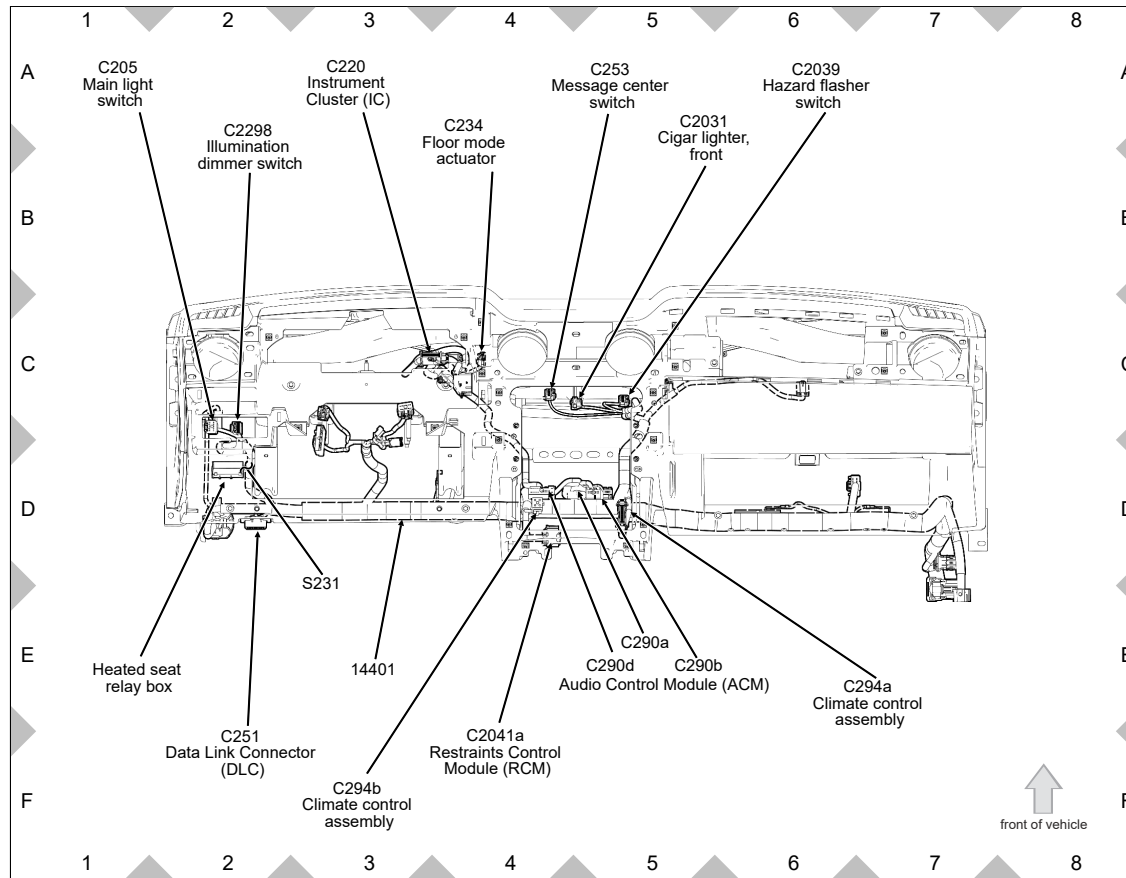 1 2 3 4 5 6 7 8
A
A
C205
Main light
switch
C220
Instrument
Cluster (IC)
C253
Message center
switch
C2039
Hazard flasher
switch
C2298
Illumination
dimmer switch
C234
Floor mode
actuator
C2031
Cigar lighter,
front
B
C
C
D
S231
Heated seat
relay box
14401
C290a
C290d
C290b
Audio Control Module (ACM)
C294a
Climate control
assembly
E
C251
Data Link Connector
(DLC)
C2041a
Restraints Control
Module (RCM)
C294b
Climate control
assembly
F
front of vehicle
1 2 3 4 5 6 7 8